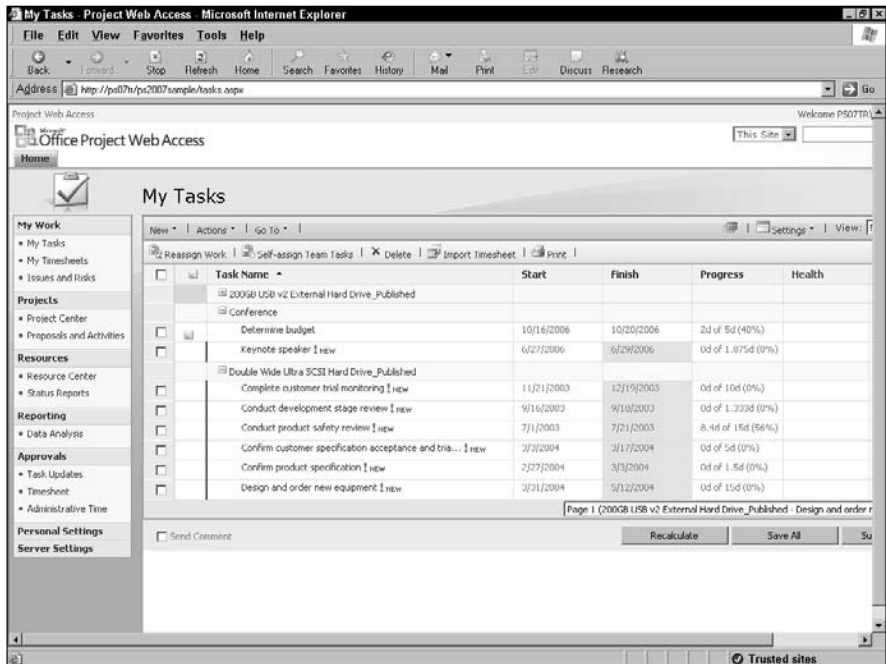 My Tasks - Project Web Access - Microsoft Internet Explorer
File Edit View Favorites Tools Help
Back Forward Stop Refresh Home Search Favorites History Mail Print Edit Discuss Research
Address http://ps07tr/ps2007sample/tasks.aspx Go
Project Web Access Welcome PS07TR\
Microsoft
Office Project Web Access This Site
Home
My Tasks
My Work New Actions Go To Settings View:
My Tasks Reassign Work Self-assign Team Tasks Delete Import Timesheet Print
My Timesheets
Issues and Risks Task Name Start Finish Progress Health
Projects 200GB USB v2 External Hard Drive_Published
Project Center Conference
Proposals and Activities Determine budget 10/16/2006 10/20/2006 2d of 5d (40%)
Resources Keynote speaker ! NEW 6/27/2006 6/29/2006 0d of 1.875d (0%)
Resource Center Double Wide Ultra SCSI Hard Drive_Published
Status Reports Complete customer trial monitoring ! NEW 11/21/2003 12/19/2003 0d of 10d (0%)
Reporting Conduct development stage review ! NEW 9/16/2003 9/18/2003 0d of 1.333d (0%)
Data Analysis Conduct product safety review ! NEW 7/1/2003 7/21/2003 8.4d of 15d (56%)
Approvals Confirm customer specification acceptance and tria... ! NEW 3/3/2004 3/17/2004 0d of 5d (0%)
Task Updates Confirm product specification ! NEW 2/27/2004 3/3/2004 0d of 1.5d (0%)
Timesheet Design and order new equipment ! NEW 3/31/2004 5/12/2004 0d of 15d (0%)
Administrative Time Page 1 (200GB USB v2 External Hard Drive_Published - Design and order
Personal Settings Send Comment Recalculate Save All Su
Server Settings
Trusted sites